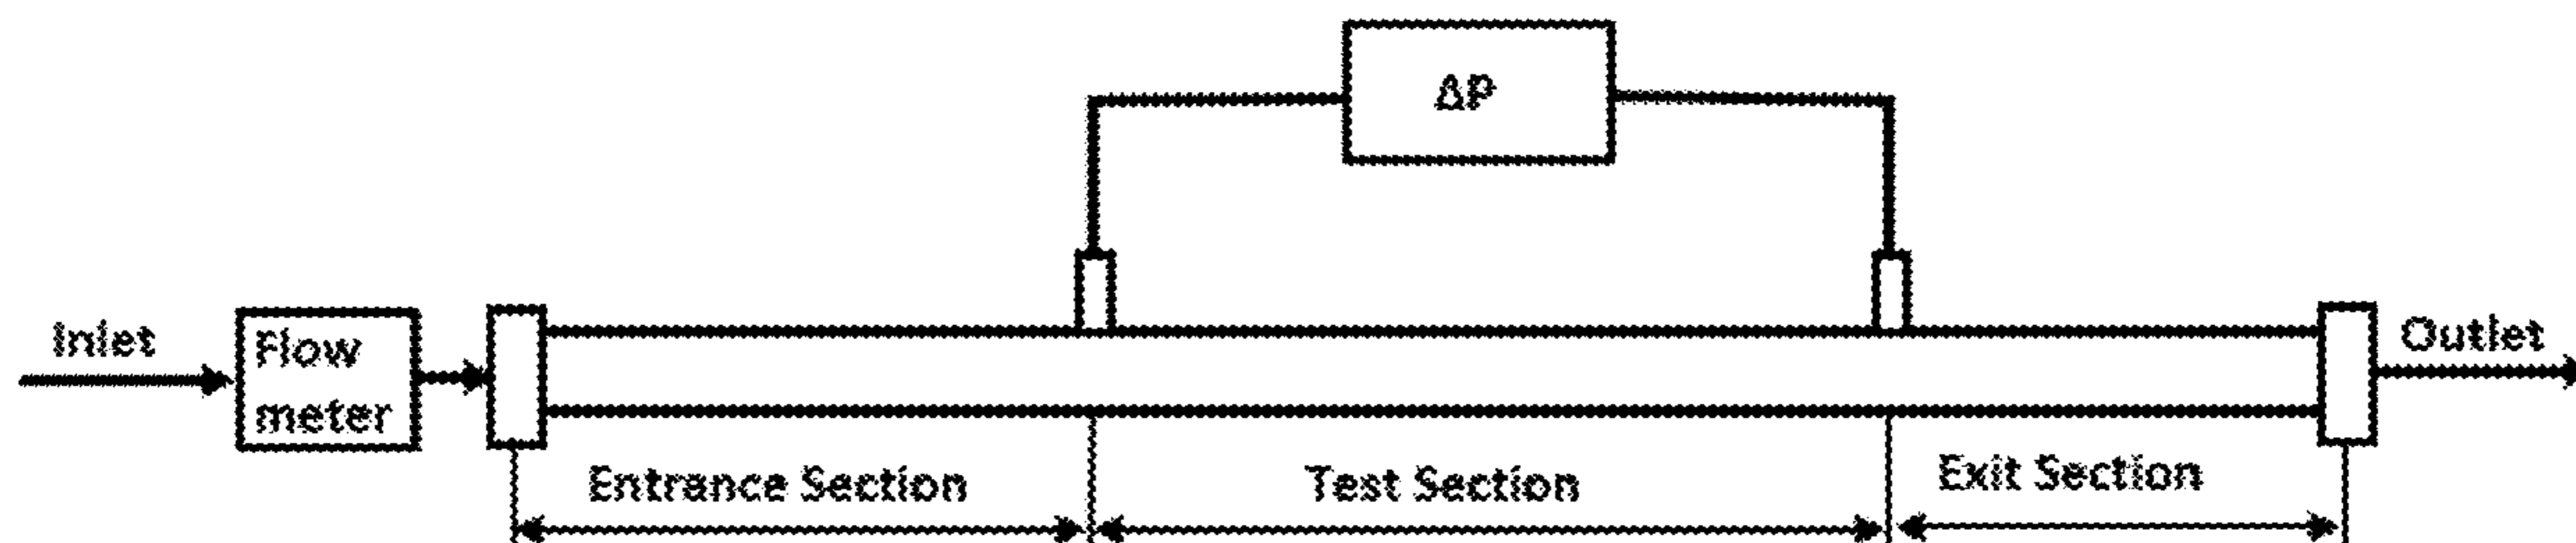 ΔP
Inlet
Flow
meter
Outlet
Entrance Section
Test Section
Exit Section